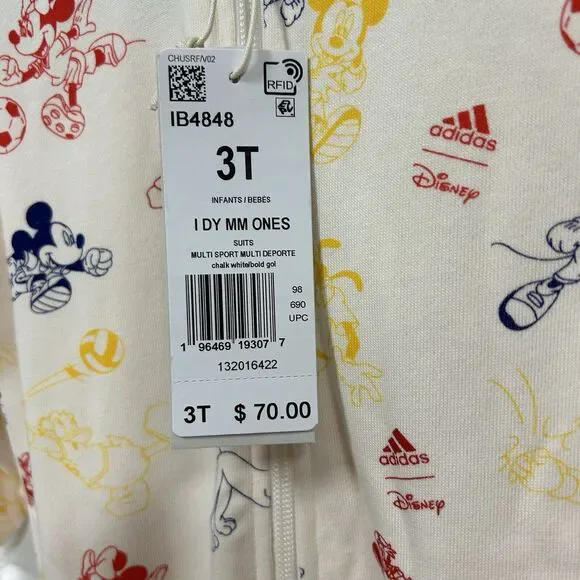 CHUSRF/V02
RFID
IB4848
3T
INFANTS / BEBÉS
I DY MM ONES
SUITS
MULTI SPORT MULTI DEPORTE
chalk white/bold gol
98
690
UPC
1 96469 19307 7
132016422
3T $ 70.00
adidas
Disney
adidas
Disney